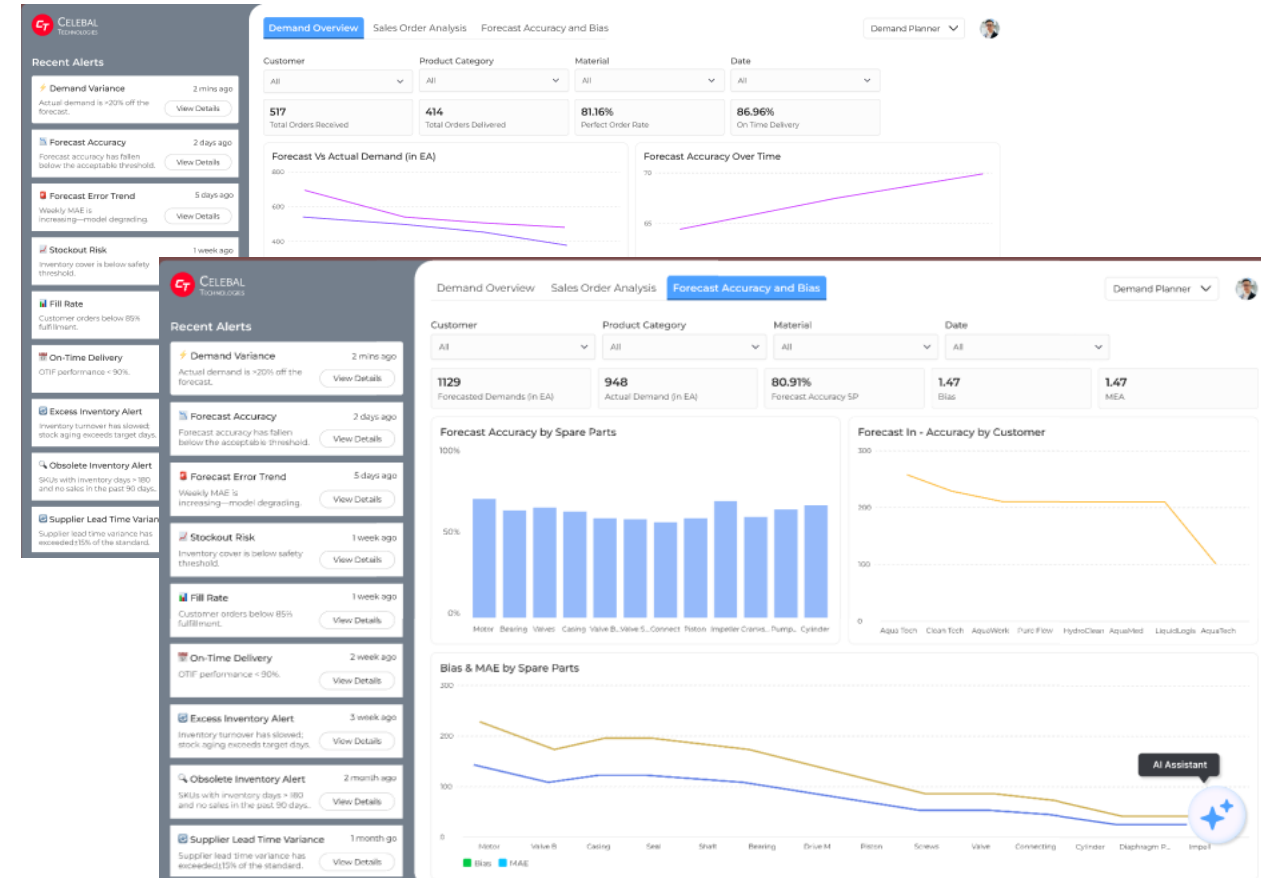 CELEBAL
TECHNOLOGIES
Recent Alerts
Demand Variance 2 mins ago
Actual demand is >20% off the
forecast.
View Details
Forecast Accuracy 2 days ago
Forecast accuracy has fallen
below the acceptable threshold.
View Details
Forecast Error Trend 5 days ago
Weekly MAE is
increasing—model degrading.
View Details
Stockout Risk 1 week ago
Inventory cover is below safety
threshold.
Fill Rate
Customer orders below 85%
fulfillment.
On-Time Delivery
OTIF performance < 90%.
Excess Inventory Alert
Inventory turnover has slowed;
stock aging exceeds target days.
Obsolete Inventory Alert
SKUs with inventory days > 180
and no sales in the past 90 days.
Supplier Lead Time Varian
Supplier lead time variance has
exceeded±15% of the standard.
Demand Overview Sales Order Analysis Forecast Accuracy and Bias Demand Planner
Customer Product Category Material Date
All All All All
517 414 81.16% 86.96%
Total Orders Received Total Orders Delivered Perfect Order Rate On Time Delivery
Forecast Vs Actual Demand (in EA)
800
600
400
Forecast Accuracy Over Time
70
65
CELEBAL
TECHNOLOGIES
Recent Alerts
Demand Variance 2 mins ago
Actual demand is >20% off the
forecast.
View Details
Forecast Accuracy 2 days ago
Forecast accuracy has fallen
below the acceptable threshold.
View Details
Forecast Error Trend 5 days ago
Weekly MAE is
increasing—model degrading.
View Details
Stockout Risk 1 week ago
Inventory cover is below safety
threshold.
View Details
Fill Rate 1 week ago
Customer orders below 85%
fulfillment.
View Details
On-Time Delivery 2 week ago
OTIF performance < 90%.
View Details
Excess Inventory Alert 3 week ago
Inventory turnover has slowed;
stock aging exceeds target days.
View Details
Obsolete Inventory Alert 2 month ago
SKUs with inventory days > 180
and no sales in the past 90 days.
View Details
Supplier Lead Time Variance 1 month go
Supplier lead time variance has
exceeded±15% of the standard.
View Details
Demand Overview Sales Order Analysis Forecast Accuracy and Bias Demand Planner
Customer Product Category Material Date
All All All All
1129 948 80.91% 1.47 1.47
Forecasted Demands (in EA) Actual Demand (in EA) Forecast Accuracy SP Bias MEA
Forecast Accuracy by Spare Parts
100%
50%
0%
Motor Bearing Valves Casing Valve B.. Valve S.. Connect Piston Impeller Pump.. Cylinder
Forecast In - Accuracy by Customer
300
200
100
0
Aqua Tech Clean Tech AquaWork Pure Flow HydroClean AquaMed LiquidLogis AquaTech
Bias & MAE by Spare Parts
300
200
100
0
Motor Valve B Casing Seal Shaft Bearing Drive M Piston Screws Valve Connecting Cylinder Diaphragm P... Impell
Bias MAE
AI Assistant